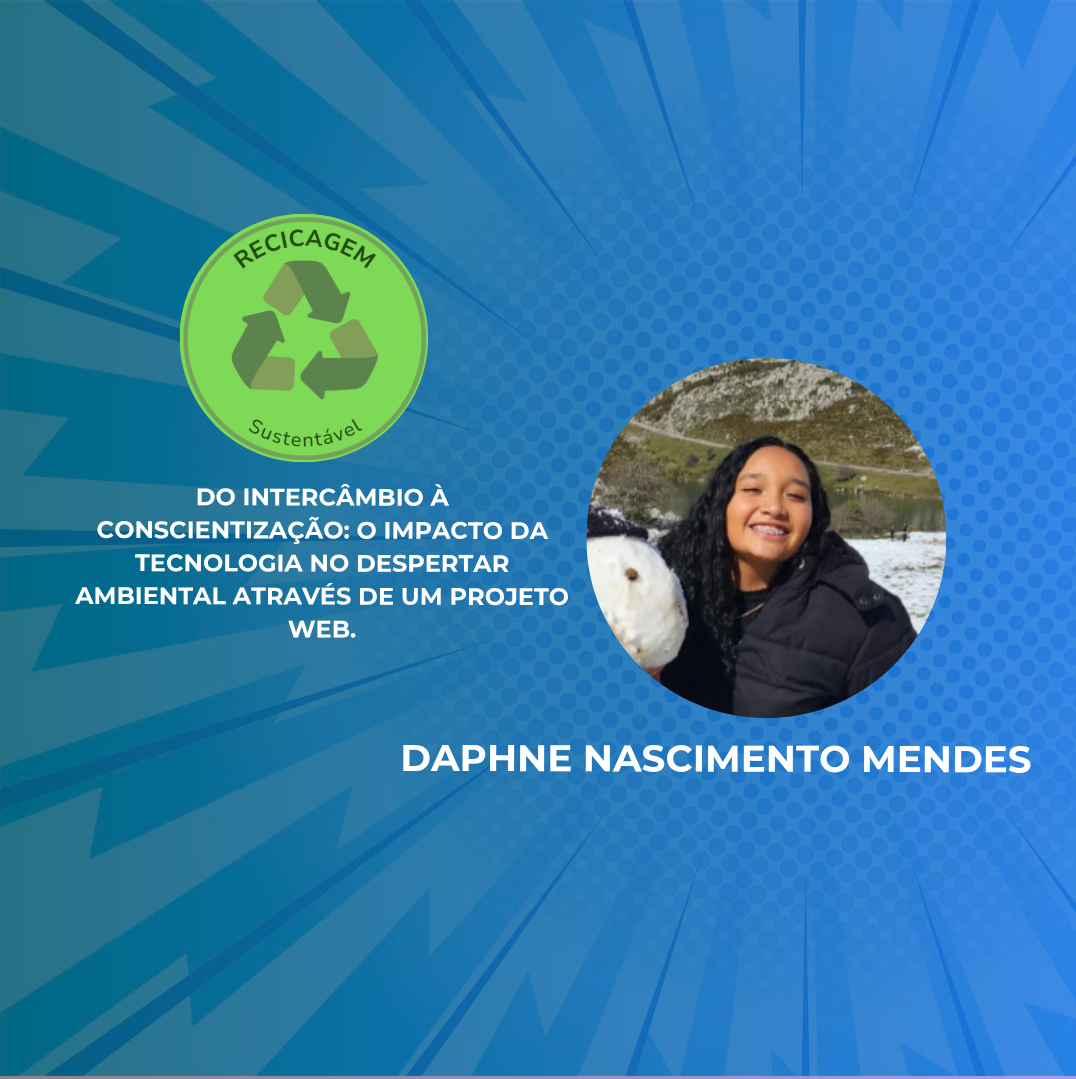 RECICAGEM
Sustentável
DO INTERCÂMBIO À
CONSCIENTIZAÇÃO: O IMPACTO DA
TECNOLOGIA NO DESPERTAR
AMBIENTAL ATRAVÉS DE UM PROJETO
WEB.
DAPHNE NASCIMENTO MENDES